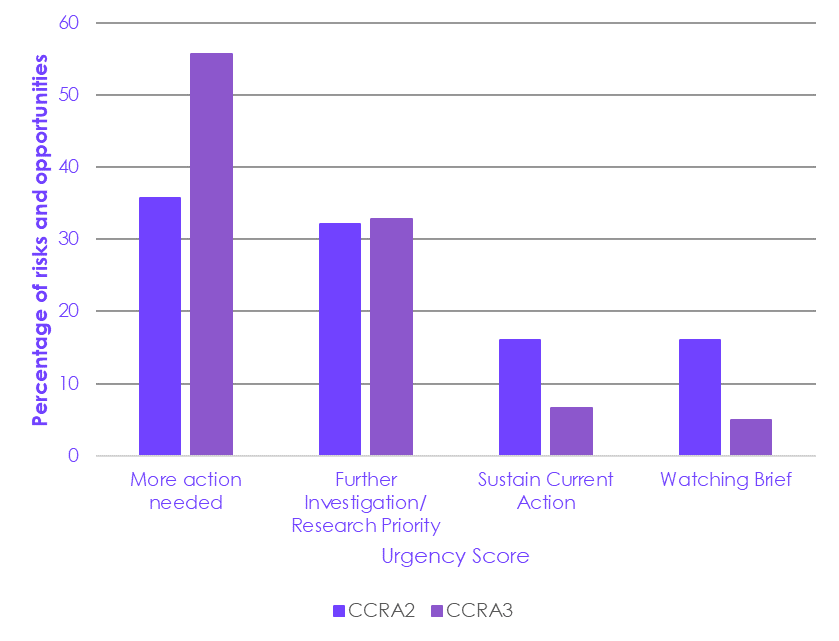 Percentage of risks and opportunities
60
50
40
30
20
10
0
More action
needed
Further
Investigation/
Research Priority
Sustain Current
Action
Watching Brief
Urgency Score
CCRA2
CCRA3